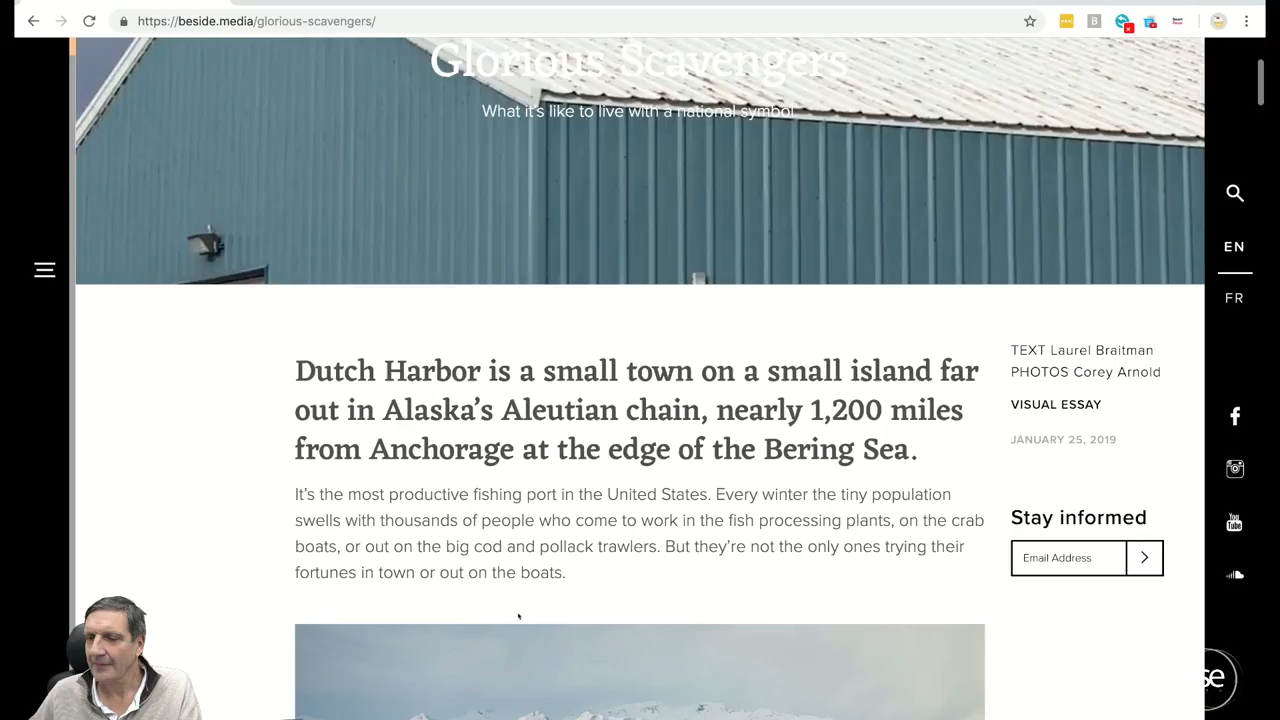 https://beside.media/glorious-scavengers/
Glorious Scavengers
What it's like to live with a national symbol
EN
FR
Dutch Harbor is a small town on a small island far
out in Alaska's Aleutian chain, nearly 1,200 miles
from Anchorage at the edge of the Bering Sea.
It's the most productive fishing port in the United States. Every winter the tiny population
swells with thousands of people who come to work in the fish processing plants, on the crab
boats, or out on the big cod and pollack trawlers. But they're not the only ones trying their
fortunes in town or out on the boats.
TEXT Laurel Braitman
PHOTOS Corey Arnold
VISUAL ESSAY
JANUARY 25, 2019
Stay informed
Email Address
You
Tube
se